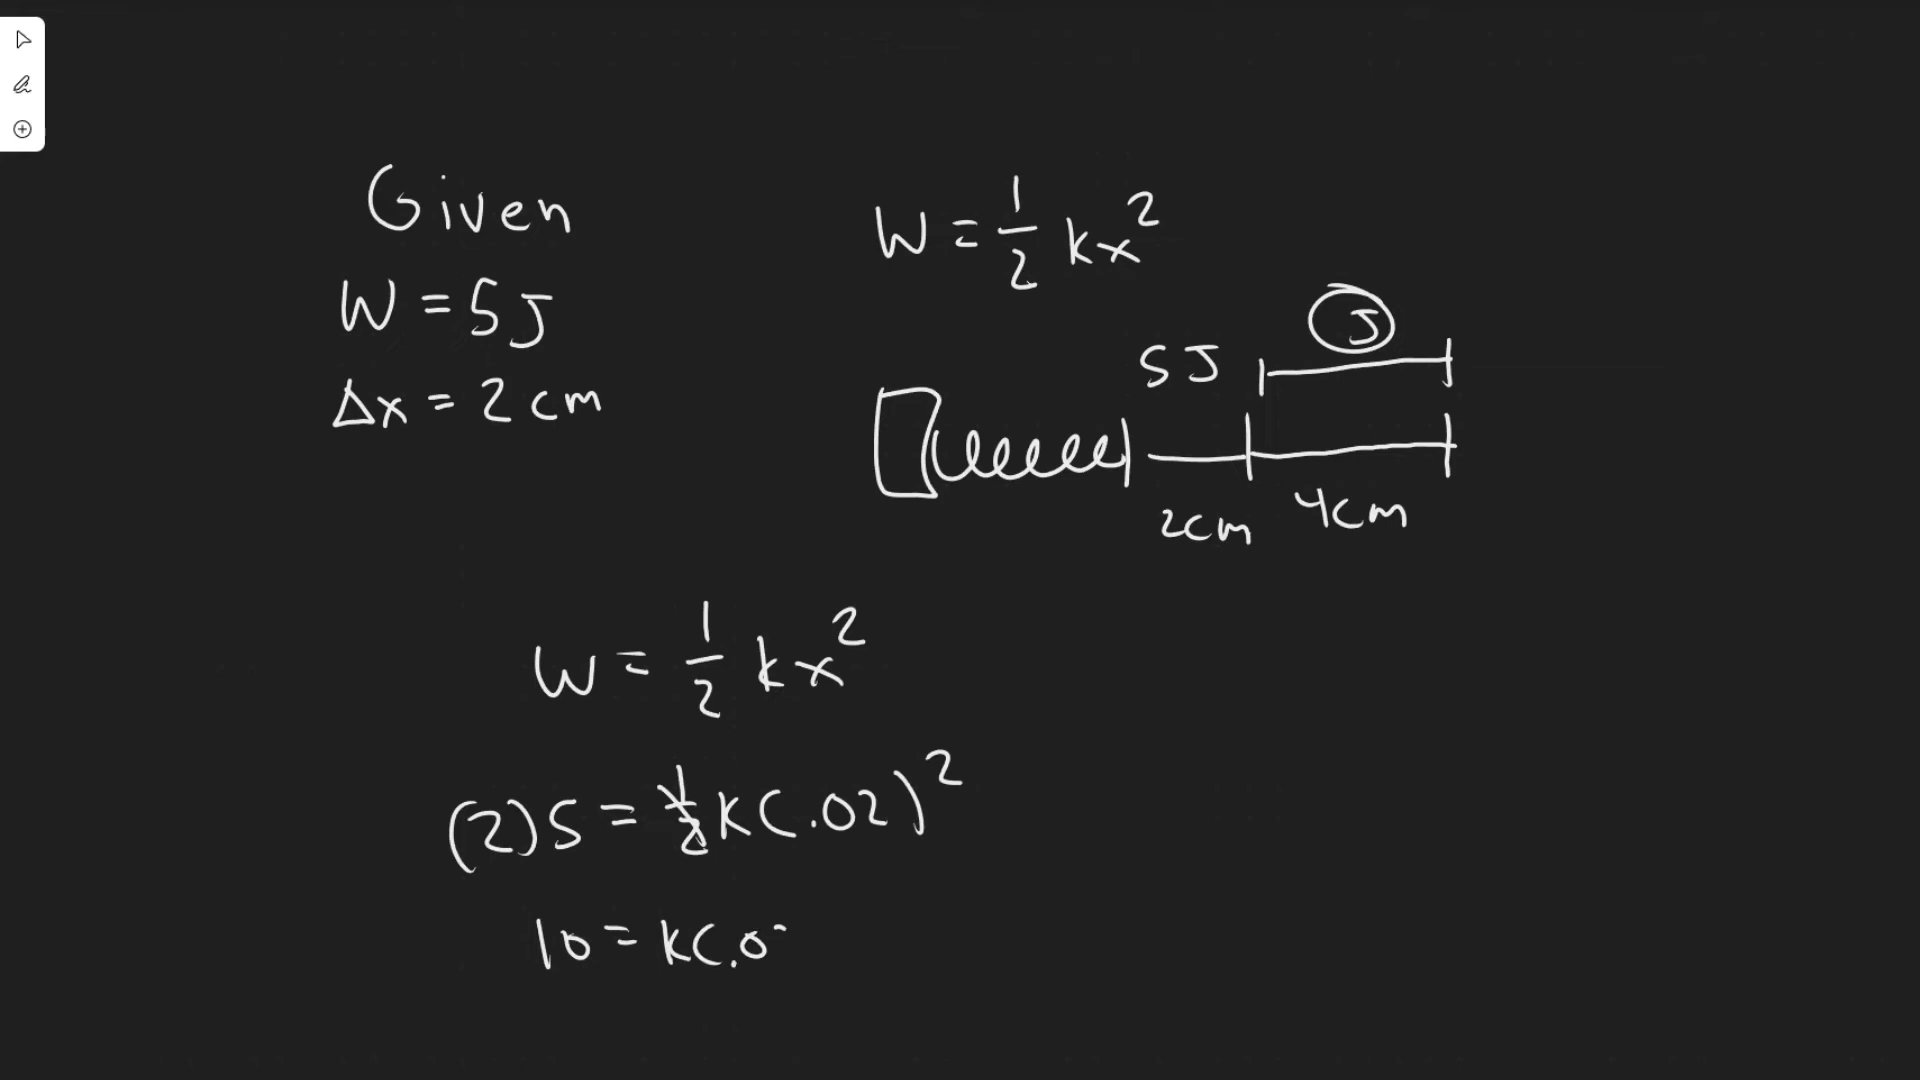 Given
W = 5J
Δx = 2 cm
W = 1/2 kx²
J
5J
2cm 4cm
W = 1/2 kx²
(2)5 = 1/2 k(.02)²
10 = k(.0